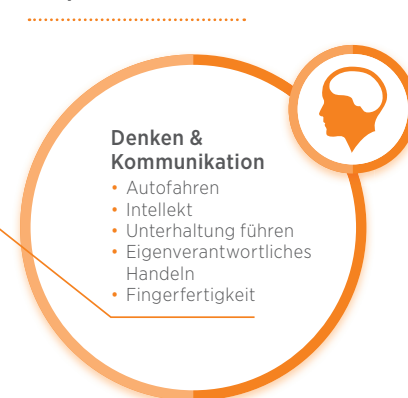 Denken &
Kommunikation
• Autofahren
• Intellekt
• Unterhaltung führen
• Eigenverantwortliches
Handeln
• Fingerfertigkeit